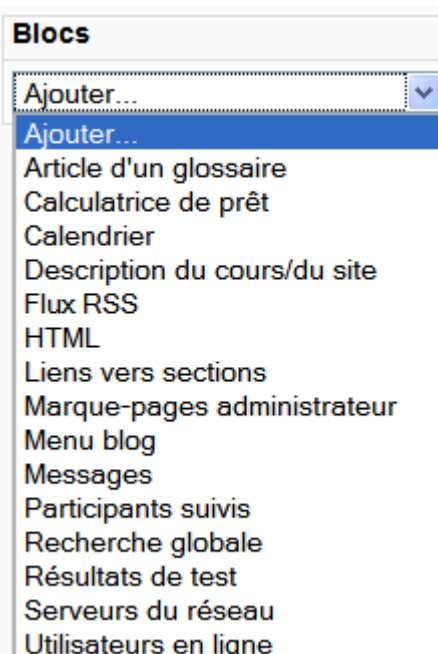 Blocs
Ajouter...
Ajouter...
Article d'un glossaire
Calculatrice de prêt
Calendrier
Description du cours/du site
Flux RSS
HTML
Liens vers sections
Marque-pages administrateur
Menu blog
Messages
Participants suivis
Recherche globale
Résultats de test
Serveurs du réseau
Utilisateurs en ligne